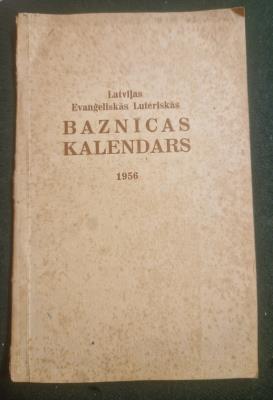 Latvijas
Evanģeliskās Luteriskās
BAZNICAS
KALENDARS
1956